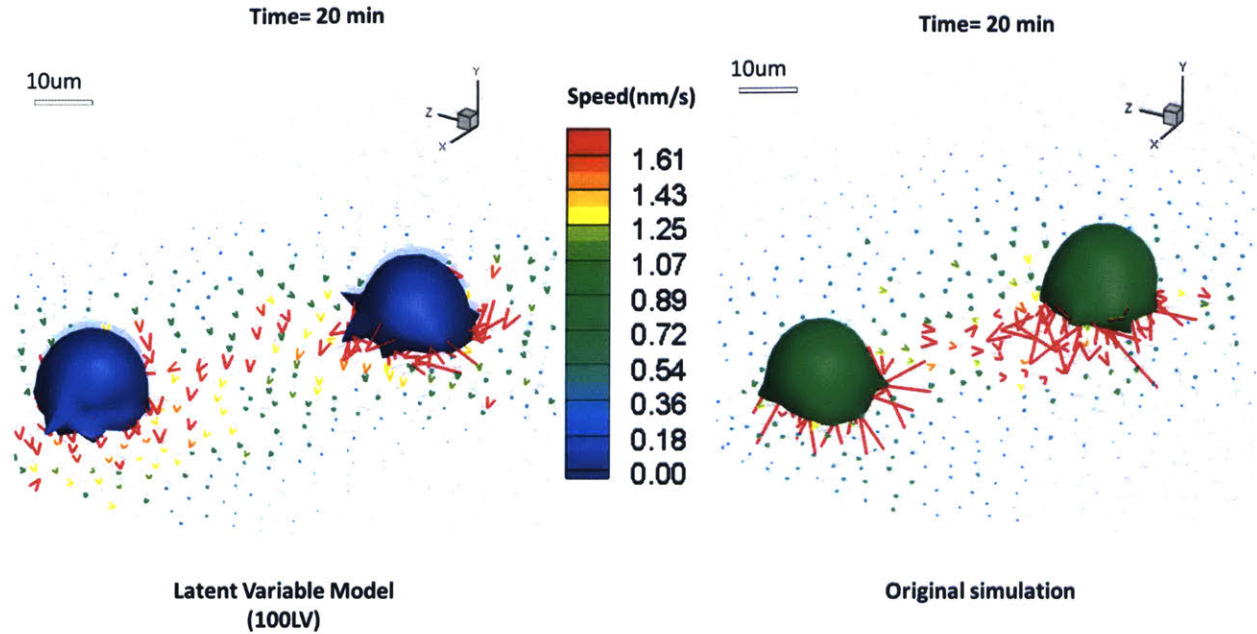 Time= 20 min
Time= 20 min
10um
Y
Z
X
Speed(nm/s)
1.61
1.43
1.25
1.07
0.89
0.72
0.54
0.36
0.18
0.00
10um
Y
Z
X
Latent Variable Model
(100LV)
Original simulation